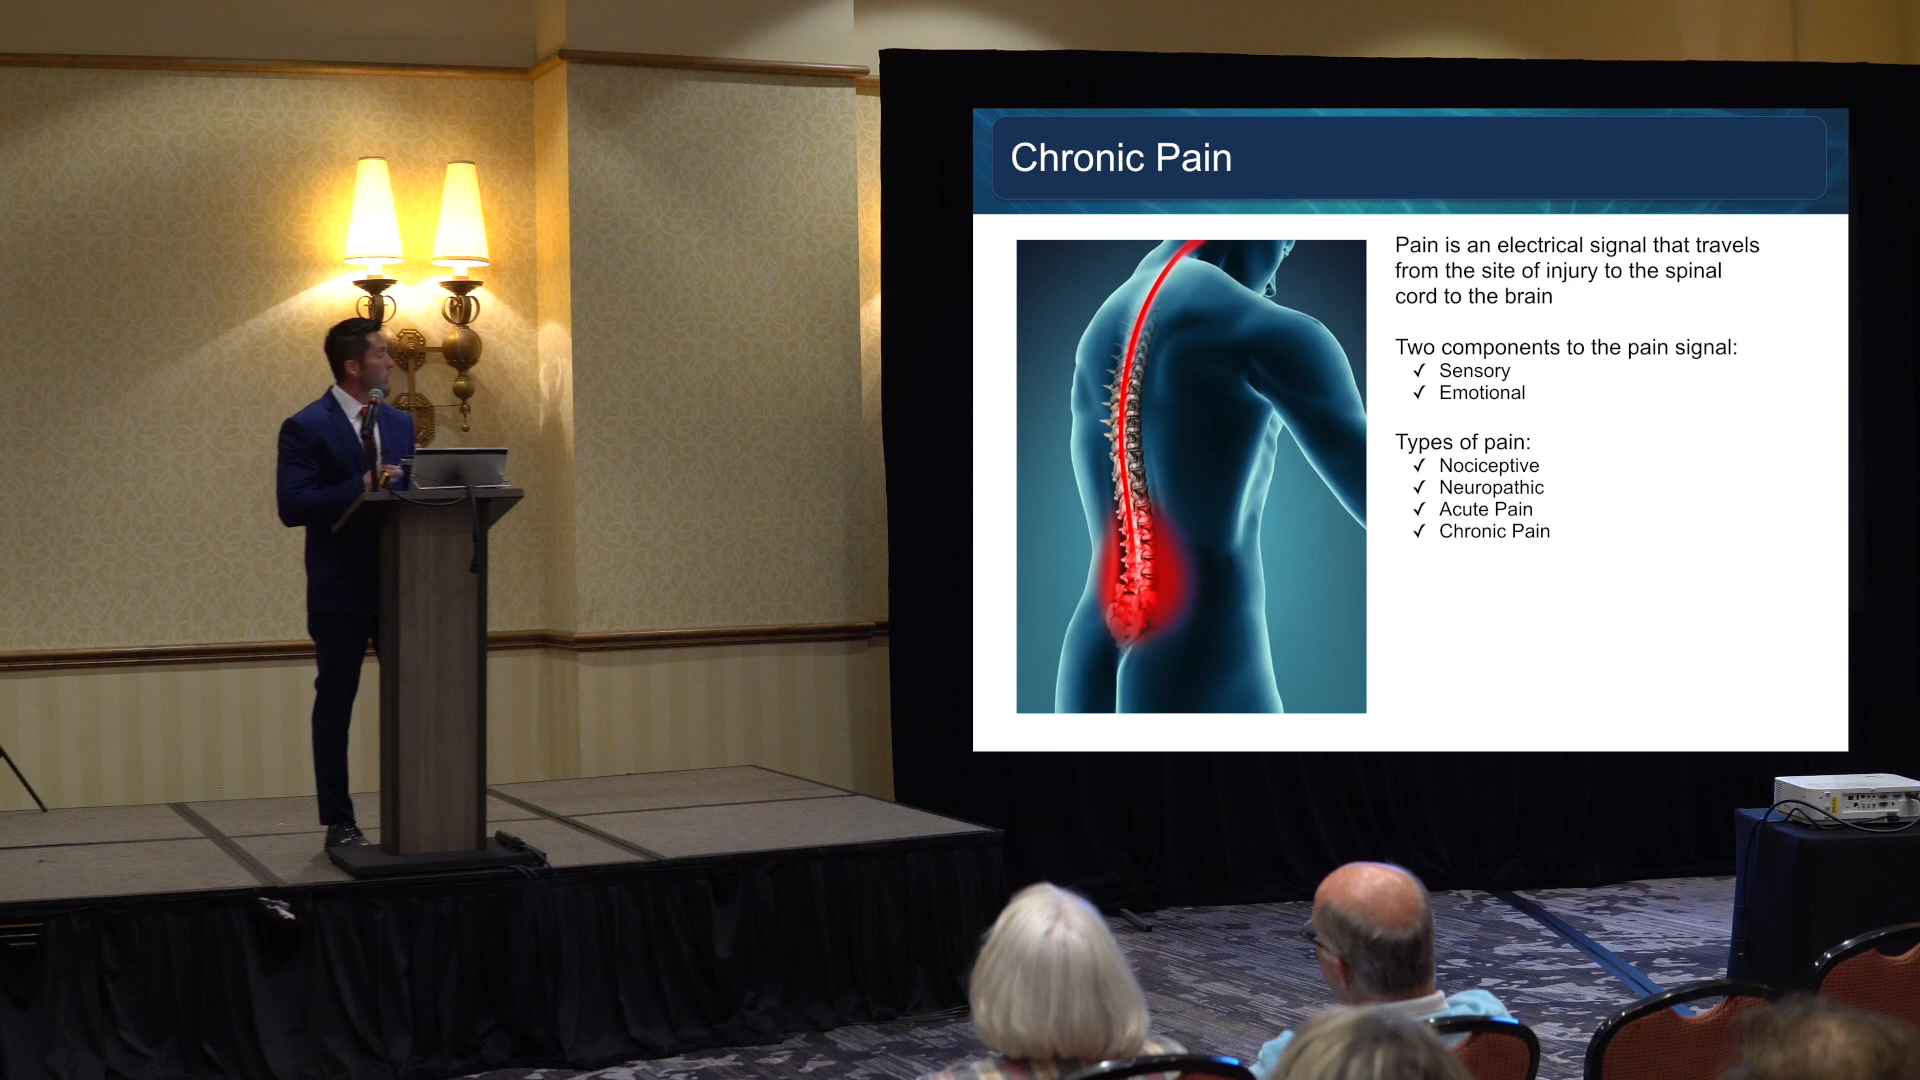 Chronic Pain
Pain is an electrical signal that travels
from the site of injury to the spinal
cord to the brain
Two components to the pain signal:
✓ Sensory
✓ Emotional
Types of pain:
✓ Nociceptive
✓ Neuropathic
✓ Acute Pain
✓ Chronic Pain